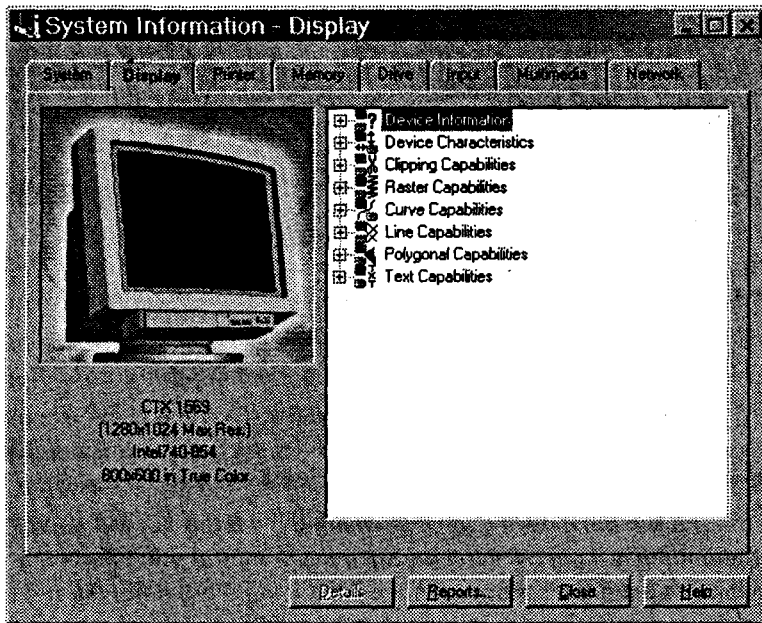 System Information - Display
System Display Printer Memory Drive Input Multimedia Network
Device Information
Device Characteristics
Clipping Capabilities
Raster Capabilities
Curve Capabilities
Line Capabilities
Polygonal Capabilities
Text Capabilities
CTX 1569
(1280x1024 Max Res.)
Intel740-B54
800x600 in True Color
Details Reports... Close Help